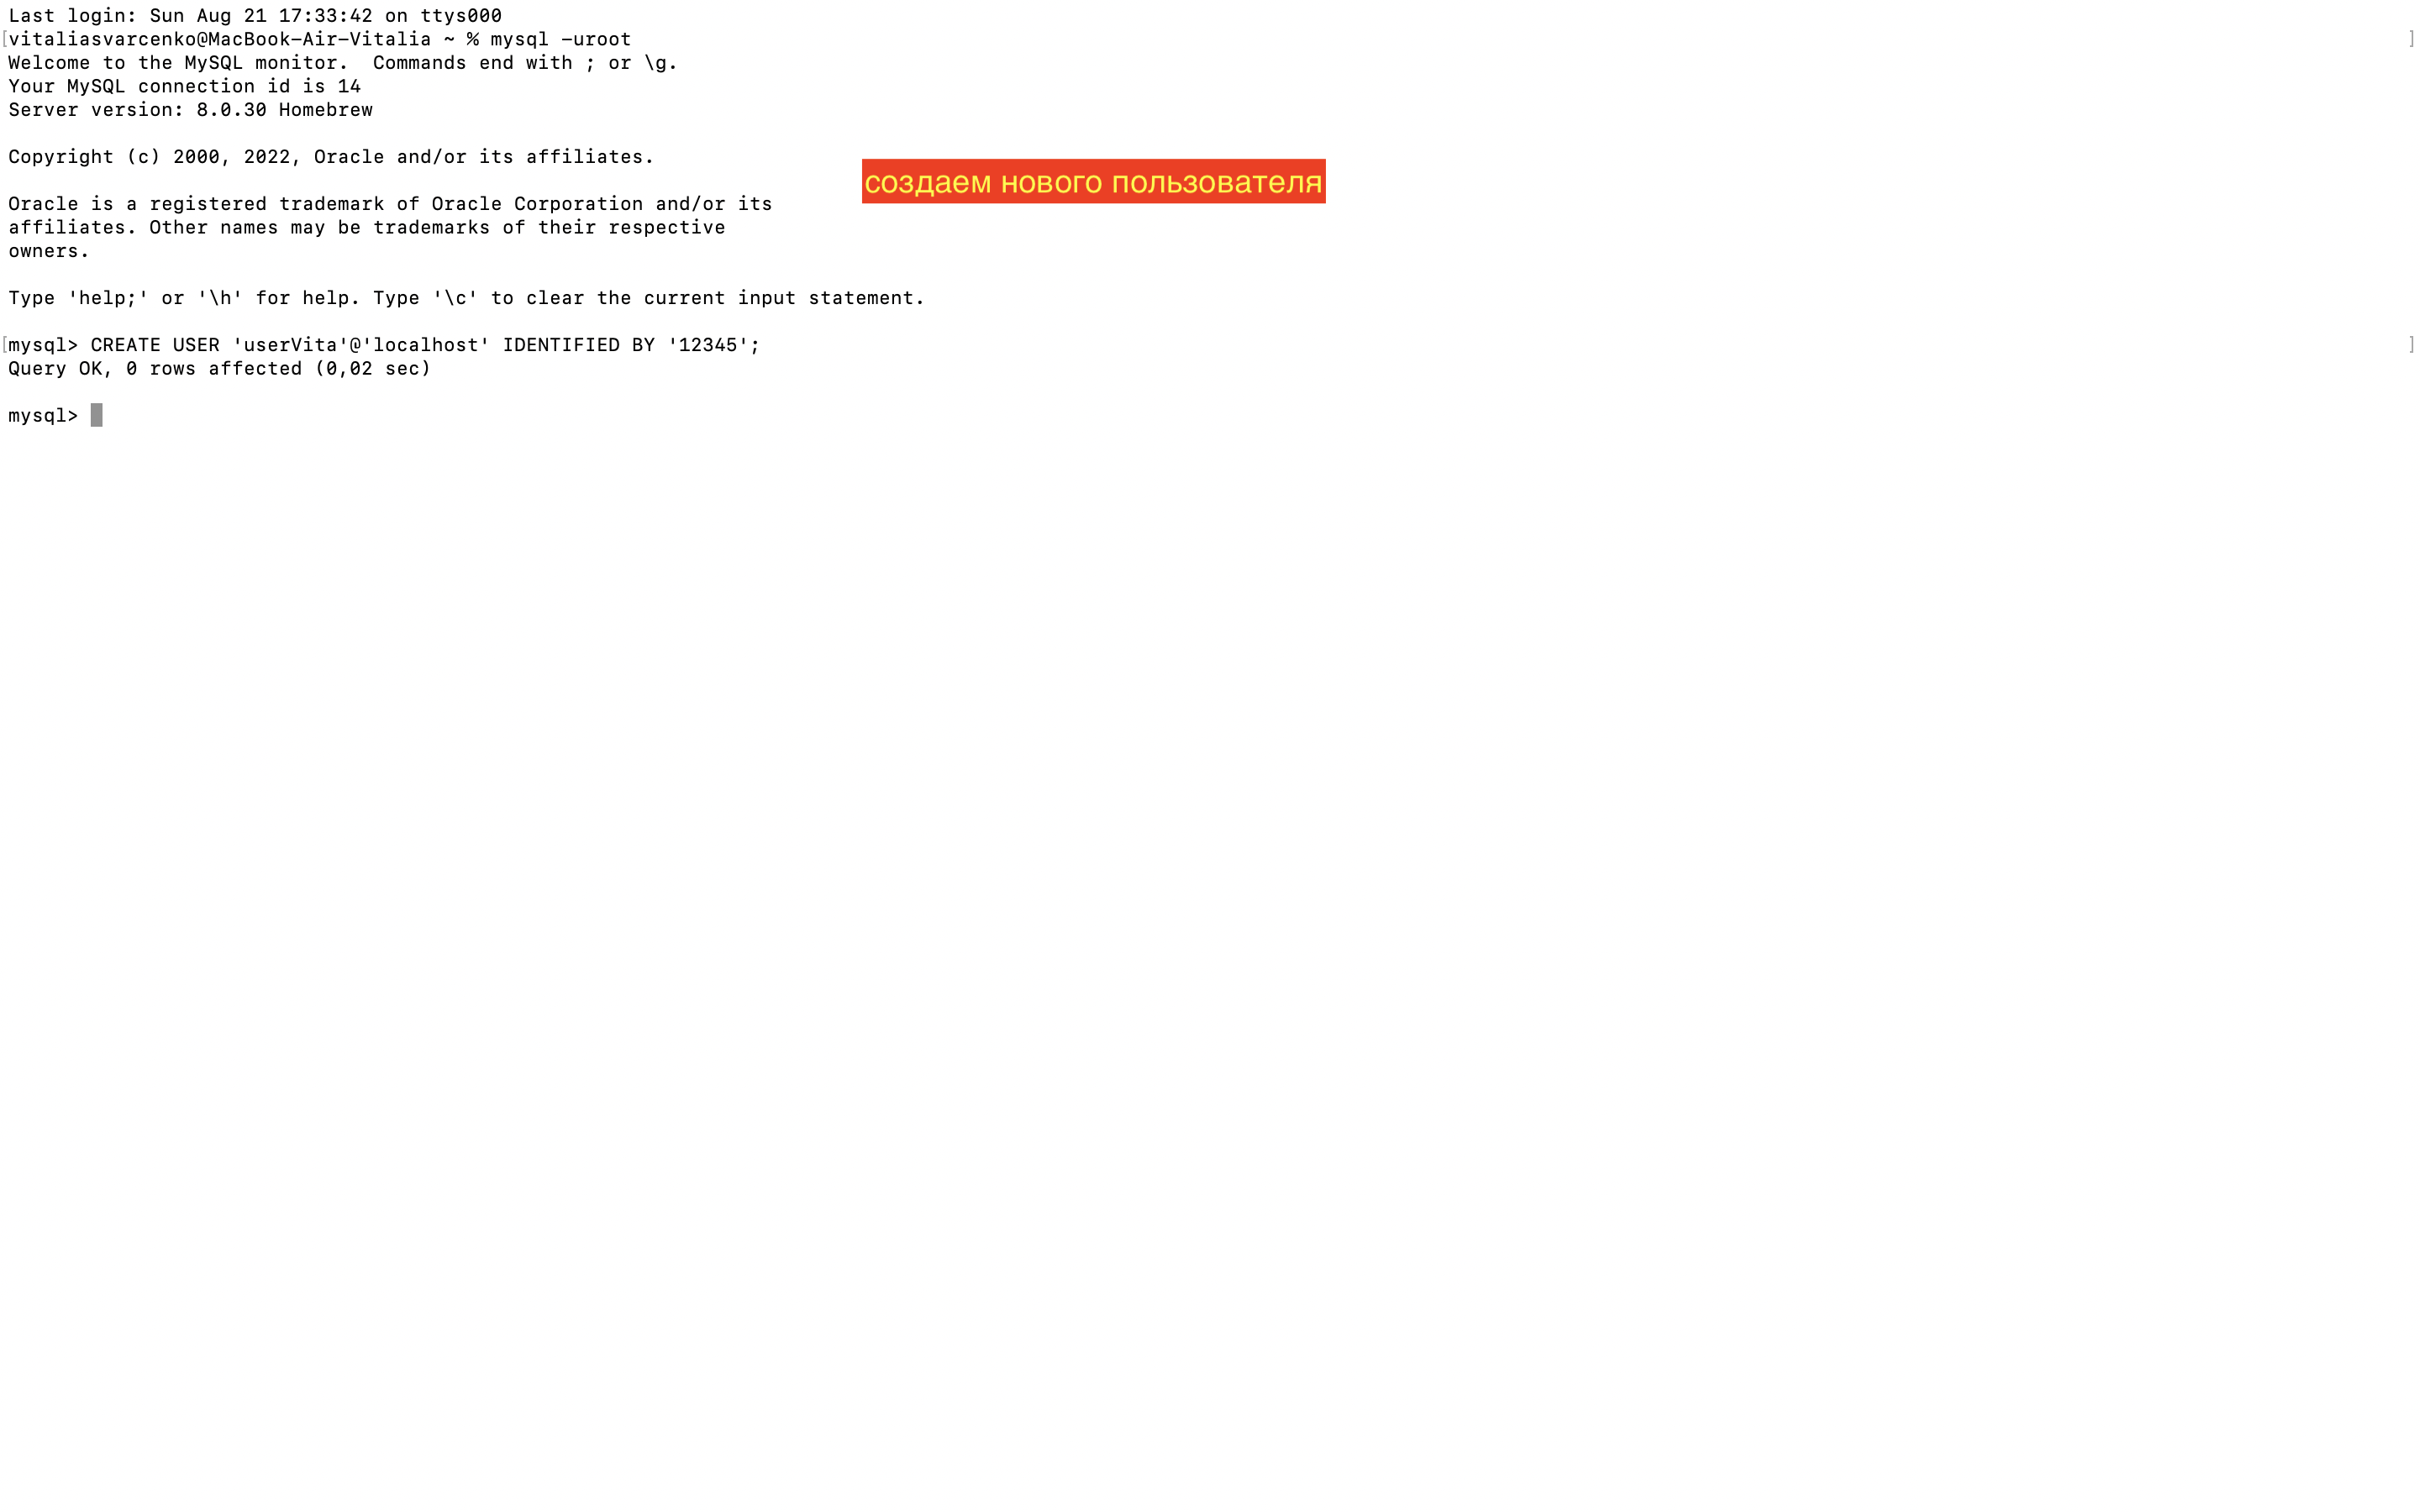 Last login: Sun Aug 21 17:33:42 on ttys000
[vitaliasvarcenko@MacBook-Air-Vitalia ~ % mysql -uroot ]
Welcome to the MySQL monitor.  Commands end with ; or \g.
Your MySQL connection id is 14
Server version: 8.0.30 Homebrew
Copyright (c) 2000, 2022, Oracle and/or its affiliates.
создаем нового пользователя
Oracle is a registered trademark of Oracle Corporation and/or its
affiliates. Other names may be trademarks of their respective
owners.
Type 'help;' or '\h' for help. Type '\c' to clear the current input statement.
[mysql> CREATE USER 'userVita'@'localhost' IDENTIFIED BY '12345'; ]
Query OK, 0 rows affected (0,02 sec)
mysql>